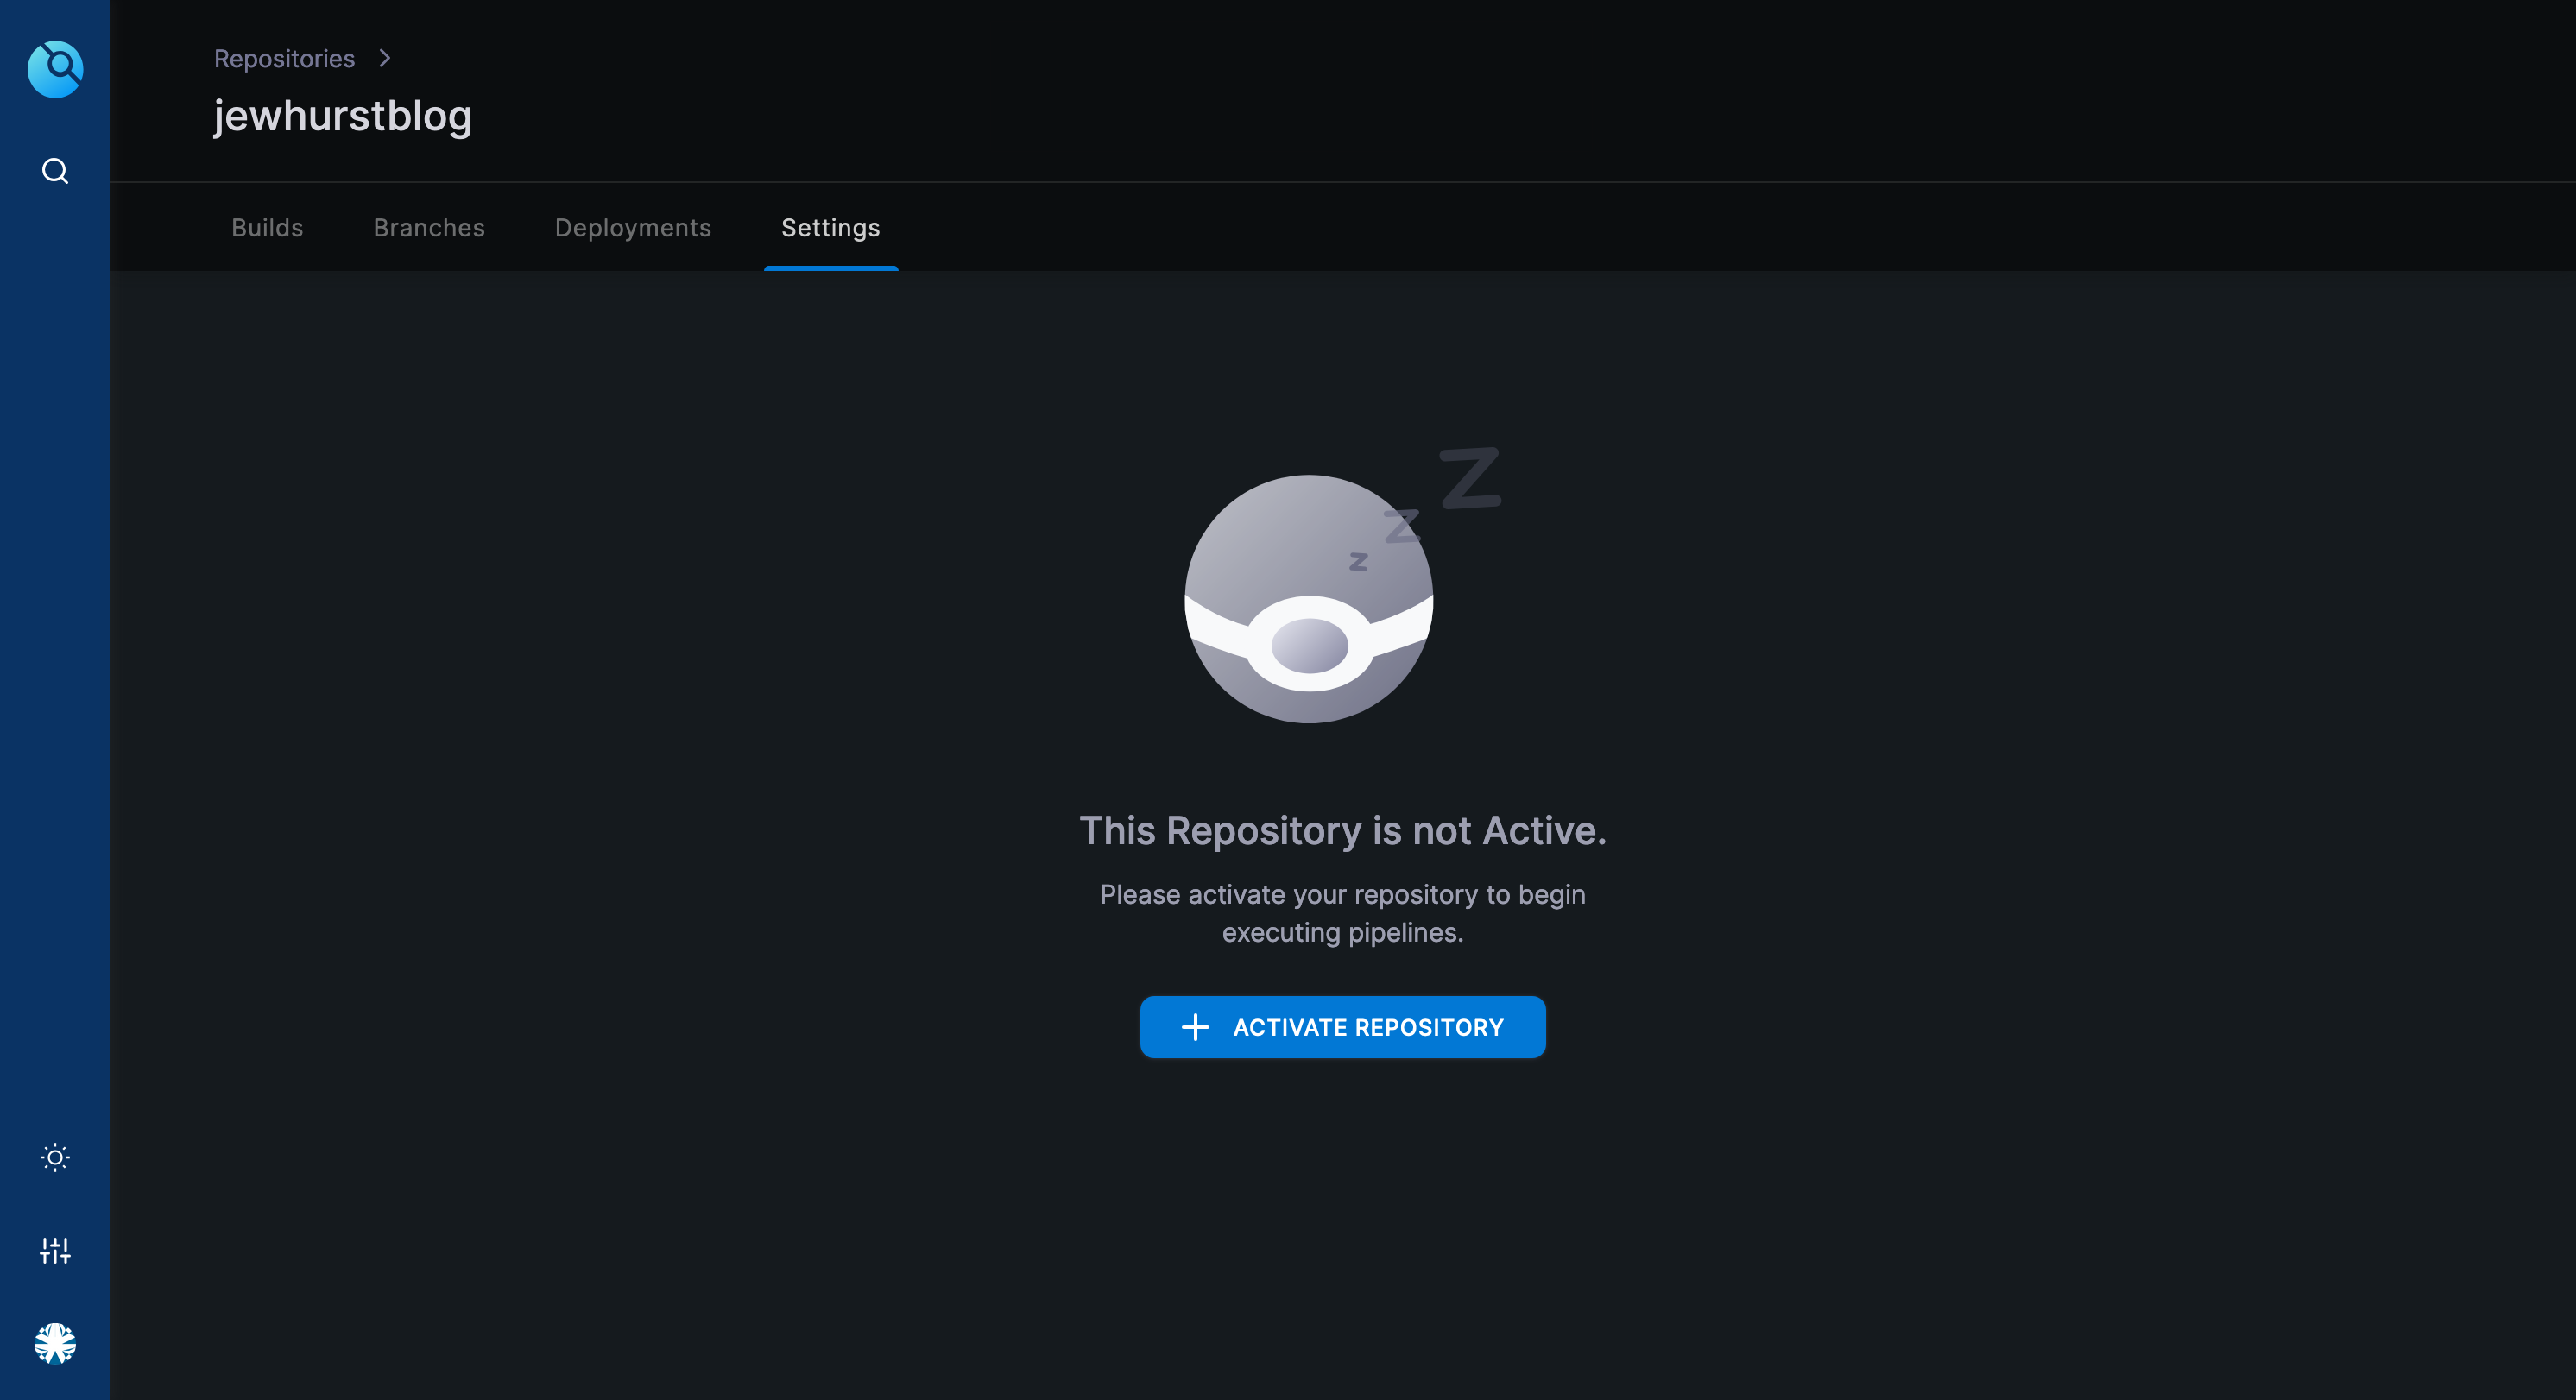 Repositories
jewhurstblog
Builds
Branches
Deployments
Settings
z
z
z
This Repository is not Active.
Please activate your repository to begin
executing pipelines.
ACTIVATE REPOSITORY